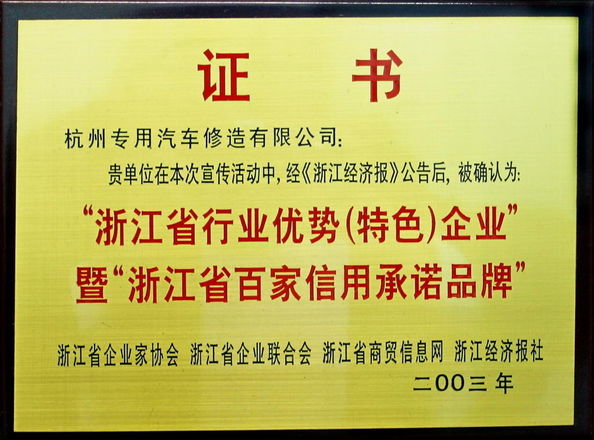 证书
杭州专用汽车修造有限公司：
贵单位在本次宣传活动中，经《浙江经济报》公告后，被确认为：
“浙江省行业优势(特色)企业”
暨“浙江省百家信用承诺品牌”
浙江省企业家协会 浙江省企业联合会 浙江省商贸信息网 浙江经济报社
二OO三年